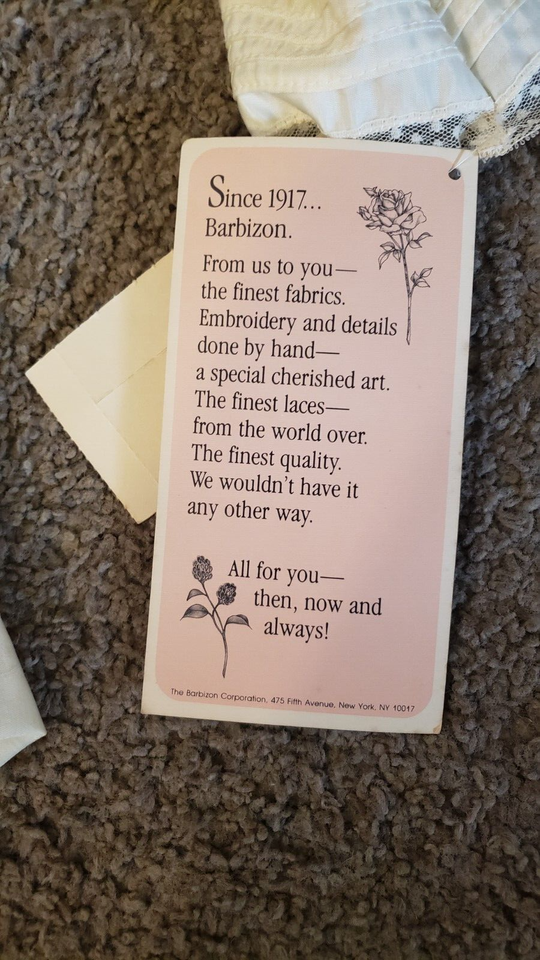 Since 1917...
Barbizon.
From us to you—
the finest fabrics.
Embroidery and details
done by hand—
a special cherished art.
The finest laces—
from the world over.
The finest quality.
We wouldn't have it
any other way.
All for you—
then, now and
always!
The Barbizon Corporation, 475 Fifth Avenue, New York, NY 10017